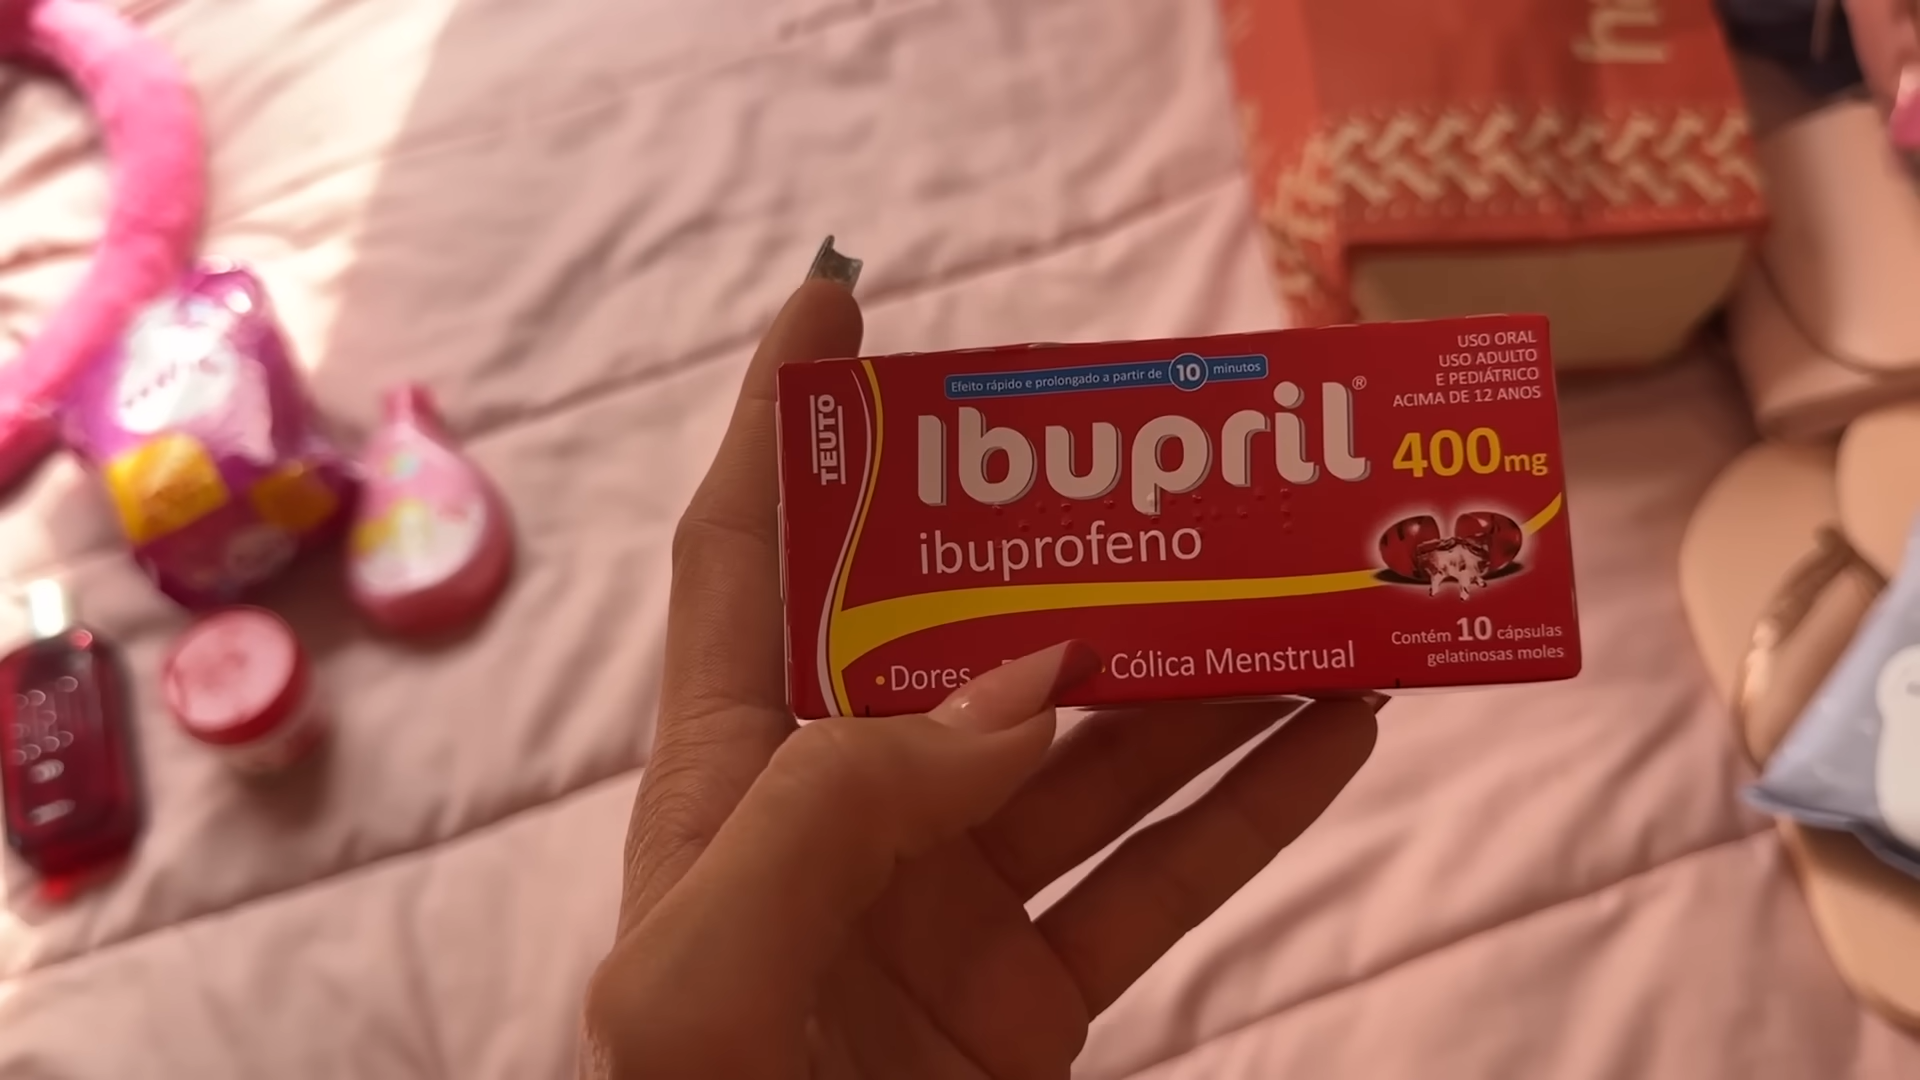 TEUTO
Efeito rápido e prolongado a partir de 10 minutos
Ibupril®
ibuprofeno
USO ORAL
USO ADULTO
E PEDIÁTRICO
ACIMA DE 12 ANOS
400mg
Contém 10 cápsulas
gelatinosas moles
•Dores
Cólica Menstrual